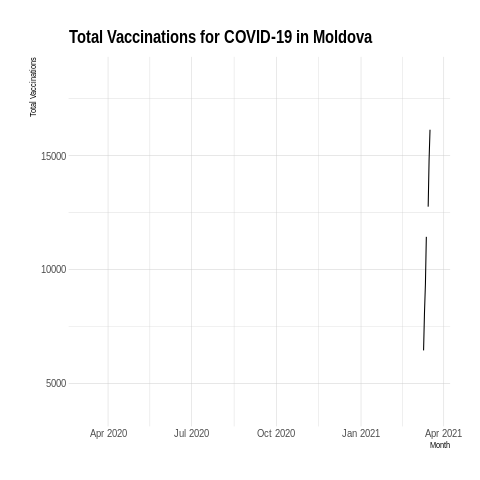 Total Vaccinations for COVID-19 in Moldova
Total Vaccinations
15000
10000
5000
Apr 2020 Jul 2020 Oct 2020 Jan 2021 Apr 2021
Month